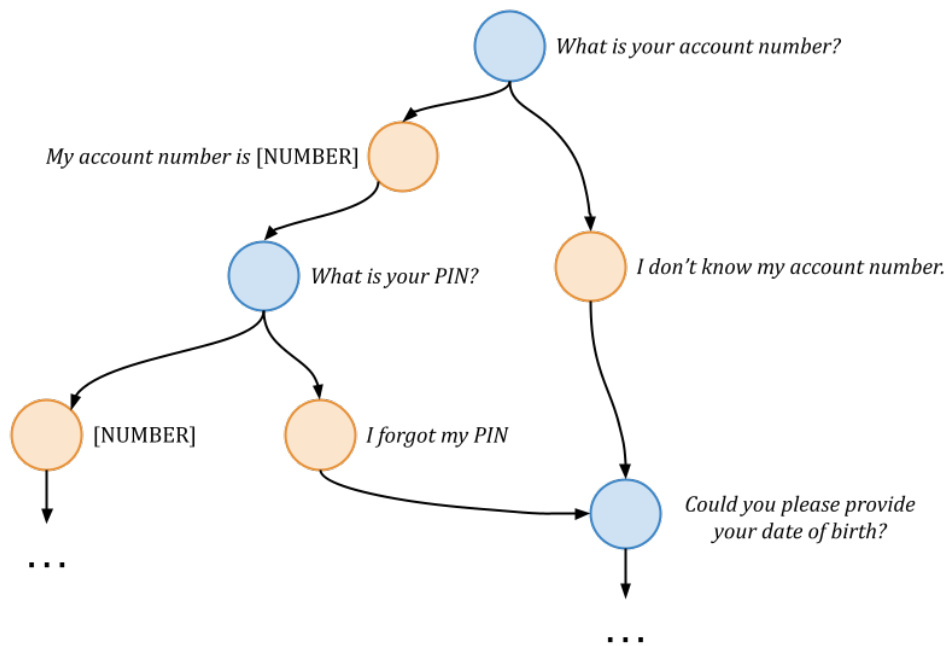 What is your account number?
My account number is [NUMBER]
I don’t know my account number.
What is your PIN?
[NUMBER]
I forgot my PIN
Could you please provide
your date of birth?
...
...